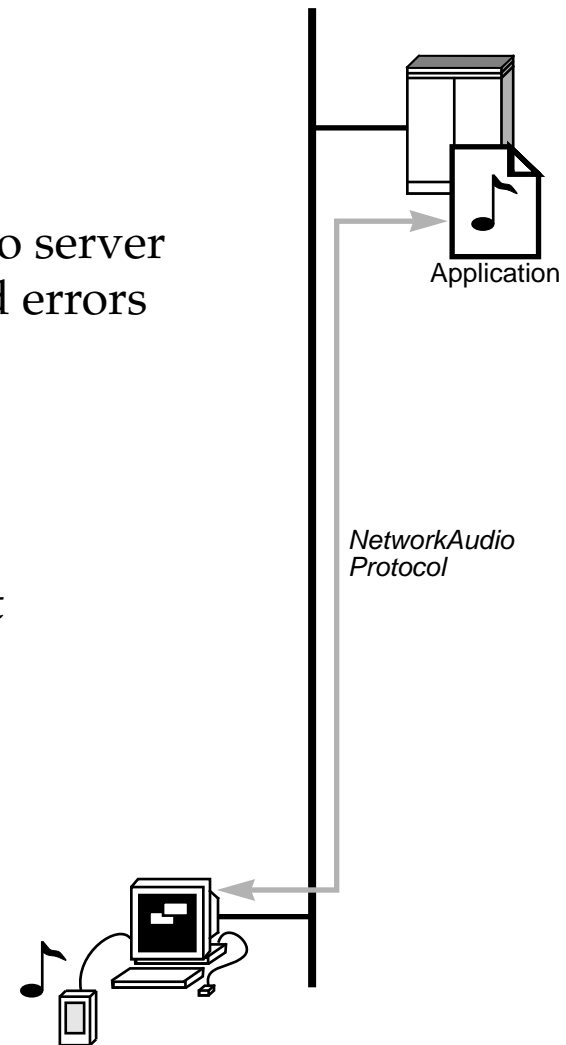 o server
d errors
Application
NetworkAudio
Protocol
t